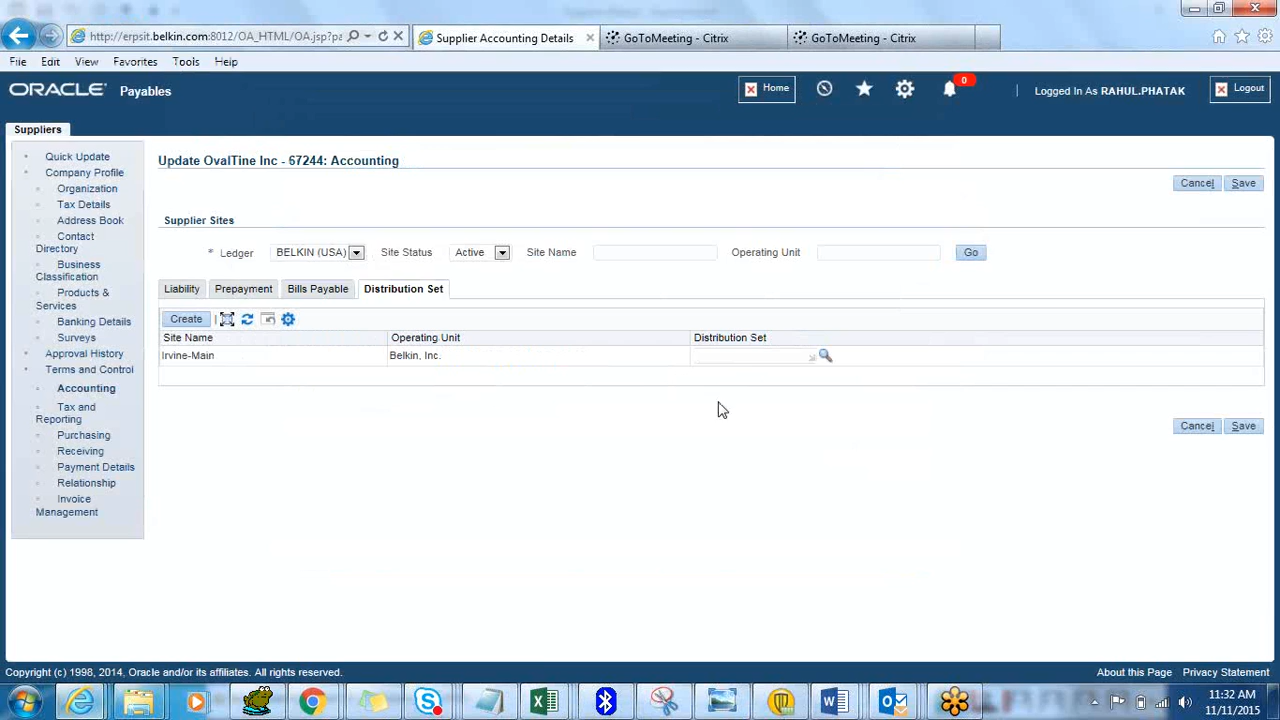 http://erpsit.belkin.com:8012/OA_HTML/OA.jsp?pa
Supplier Accounting Details
GoToMeeting - Citrix
GoToMeeting - Citrix
File Edit View Favorites Tools Help
ORACLE Payables
Home
0
Logged In As RAHUL.PHATAK
Logout
Suppliers
Quick Update
Company Profile
Organization
Tax Details
Address Book
Contact
Directory
Business
Classification
Products &
Services
Banking Details
Surveys
Approval History
Terms and Control
Accounting
Tax and
Reporting
Purchasing
Receiving
Payment Details
Relationship
Invoice
Management
Update OvalTine Inc - 67244: Accounting
Cancel Save
Supplier Sites
* Ledger BELKIN (USA) Site Status Active Site Name Operating Unit Go
Liability Prepayment Bills Payable Distribution Set
Create
Site Name Operating Unit Distribution Set
Irvine-Main Belkin, Inc.
Cancel Save
Copyright (c) 1998, 2014, Oracle and/or its affiliates. All rights reserved.
About this Page Privacy Statement
11:32 AM
11/11/2015